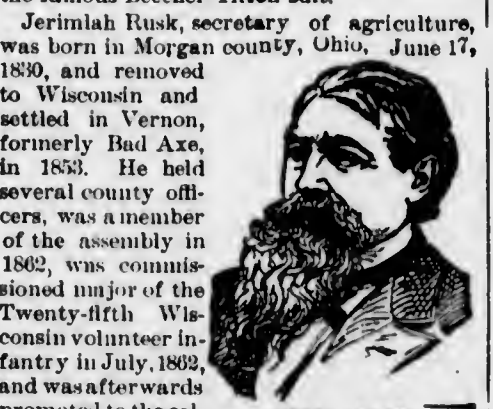 Jerimiah Rusk, secretary of agriculture,
was born in Morgan county, Ohio, June 17,
1830, and removed
to Wisconsin and
settled in Vernon,
formerly Bad Axe,
in 1853. He held
several county offi-
cers, was a member
of the assembly in
1862, was commis-
sioned major of the
Twenty-fifth Wis-
consin volunteer in-
fantry in July, 1862,
and was afterwards